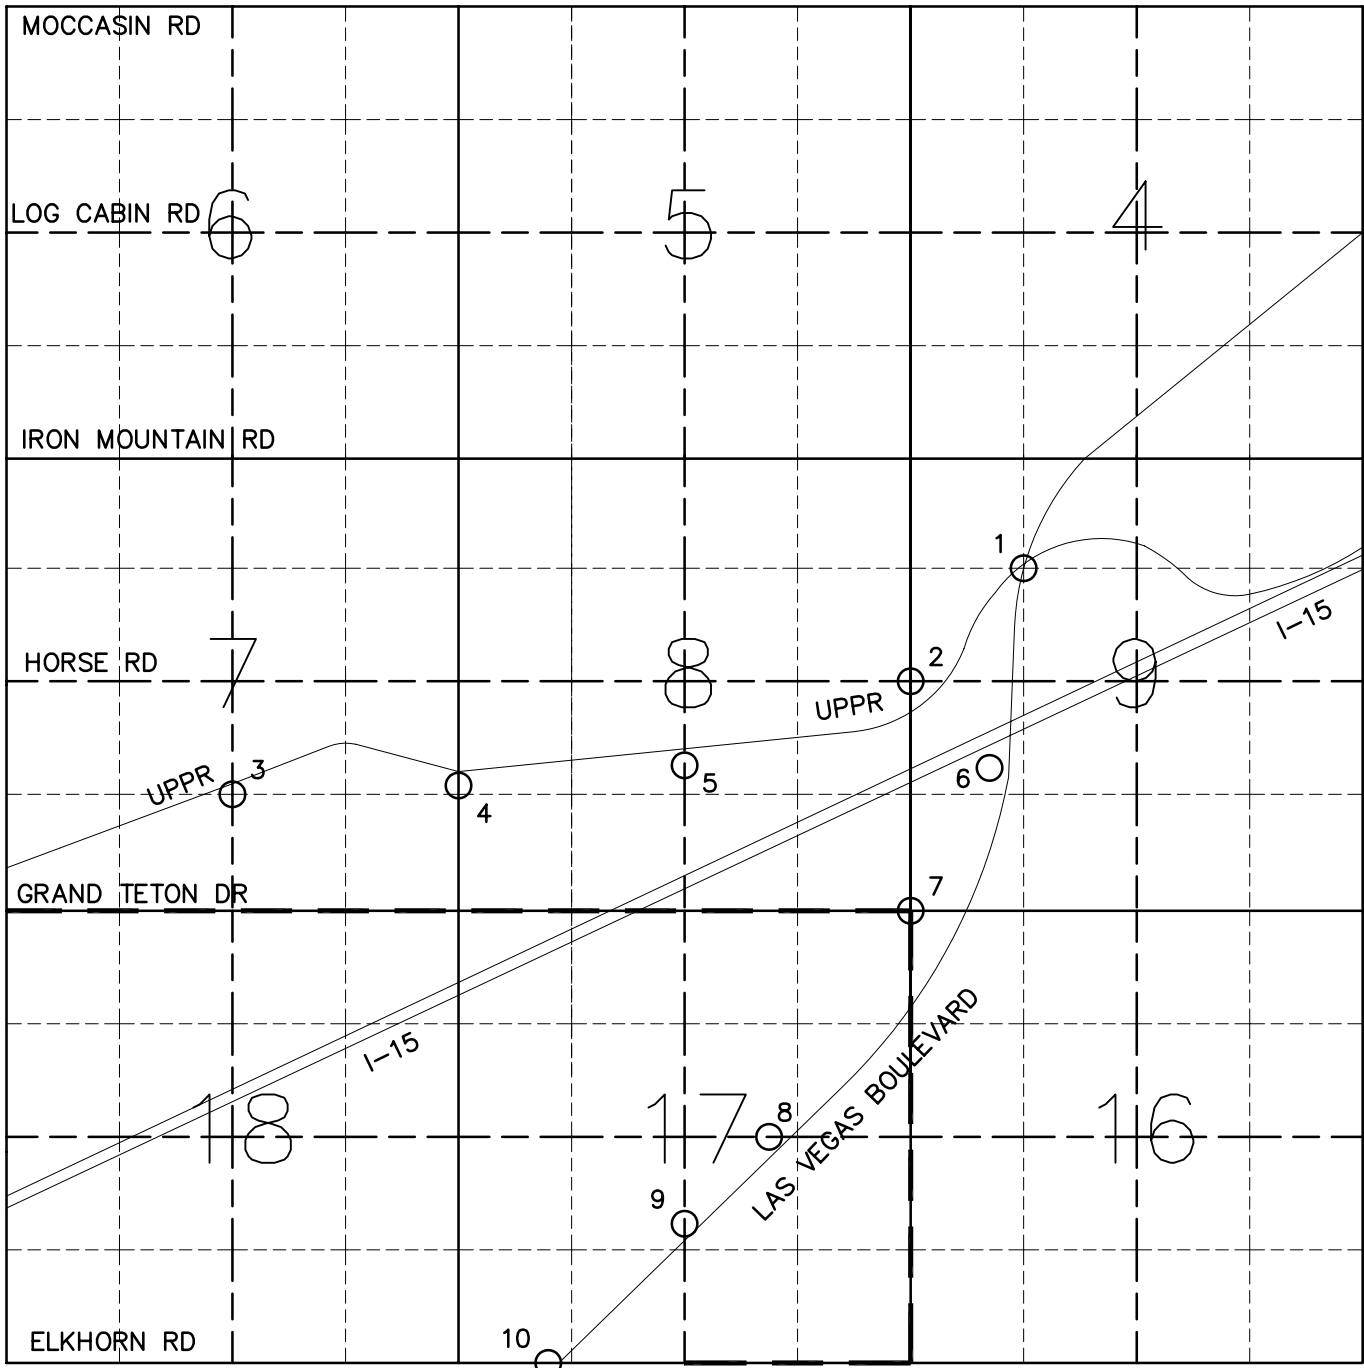 MOCCASIN RD
LOG CABIN RD
6
5
4
IRON MOUNTAIN RD
1
I-15
HORSE RD
7
8
2
9
UPPR
UPPR
3
4
5
6
GRAND TETON DR
7
I-15
LAS VEGAS BOULEVARD
18
17
8
16
9
ELKHORN RD
10